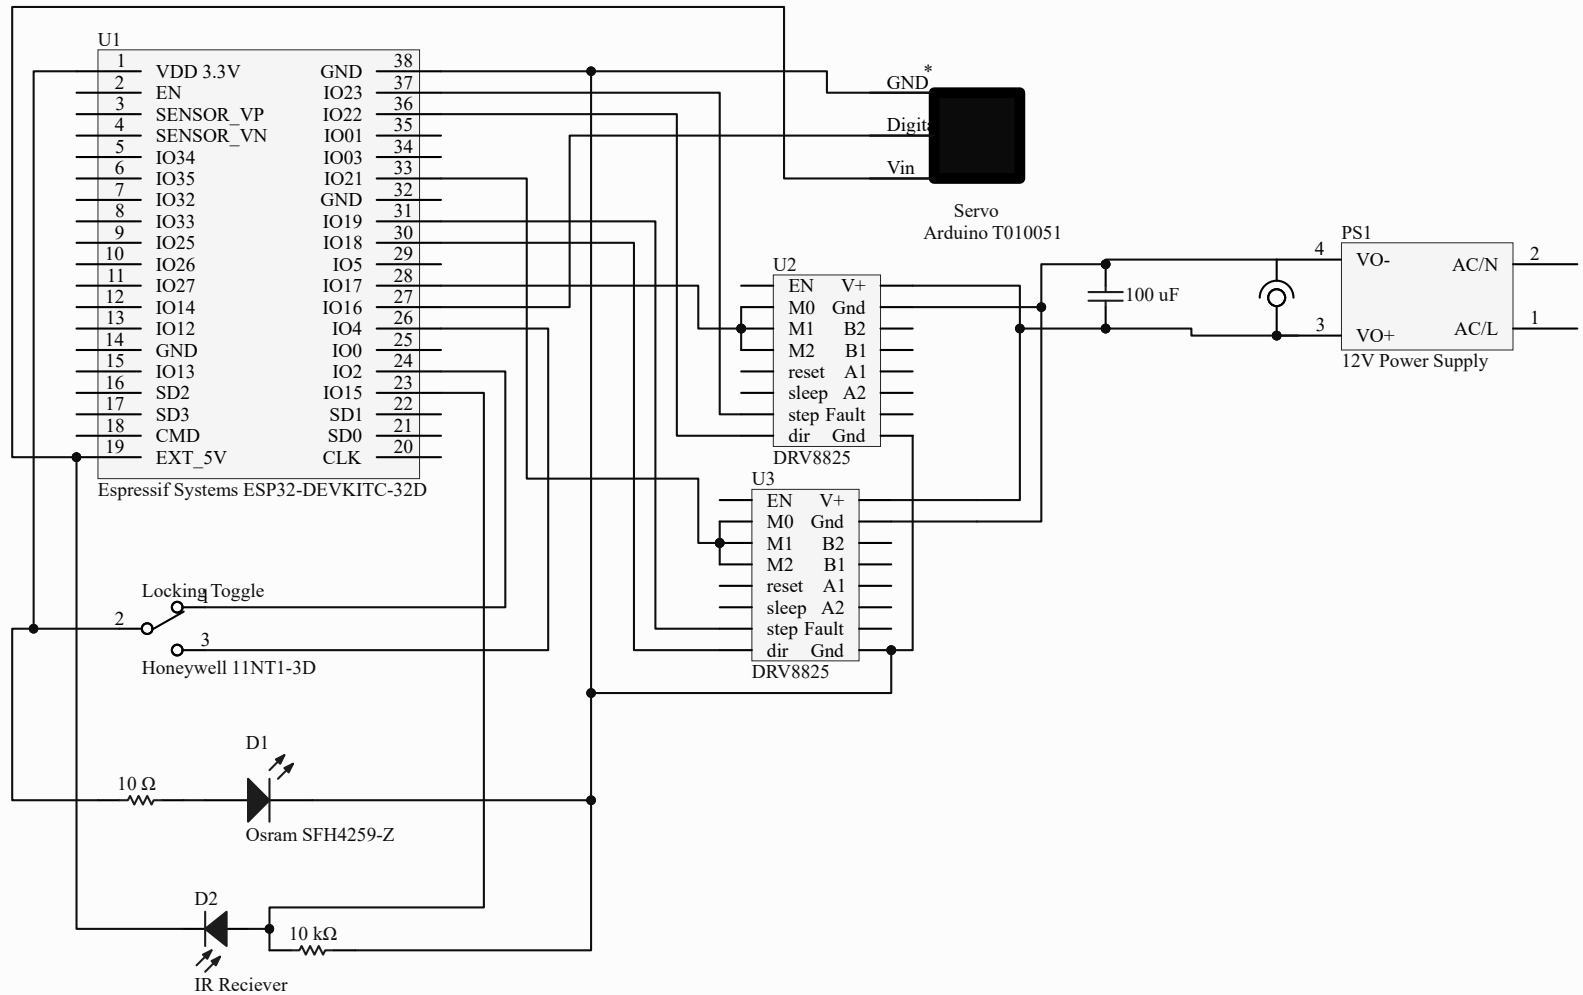 U1
1 VDD 3.3V GND 38
2 EN IO23 37
3 SENSOR_VP IO22 36
4 SENSOR_VN IO01 35
5 IO34 IO03 34
6 IO35 IO21 33
7 IO32 GND 32
8 IO33 IO19 31
9 IO25 IO18 30
10 IO26 IO5 29
11 IO27 IO17 28
12 IO14 IO16 27
13 IO12 IO4 26
14 GND IO0 25
15 IO13 IO2 24
16 SD2 IO15 23
17 SD3 SD1 22
18 CMD SD0 21
19 EXT_5V CLK 20
Espressif Systems ESP32-DEVKITC-32D
GND *
Digita
Vin
Servo
Arduino T010051
U2
EN V+
M0 Gnd
M1 B2
M2 B1
reset A1
sleep A2
step Fault
dir Gnd
DRV8825
U3
EN V+
M0 Gnd
M1 B2
M2 B1
reset A1
sleep A2
step Fault
dir Gnd
DRV8825
100 uF
PS1
4 VO- AC/N 2
3 VO+ AC/L 1
12V Power Supply
Locking Toggle
1
2
3
Honeywell 11NT1-3D
D1
10 Ω
Osram SFH4259-Z
D2
10 kΩ
IR Reciever